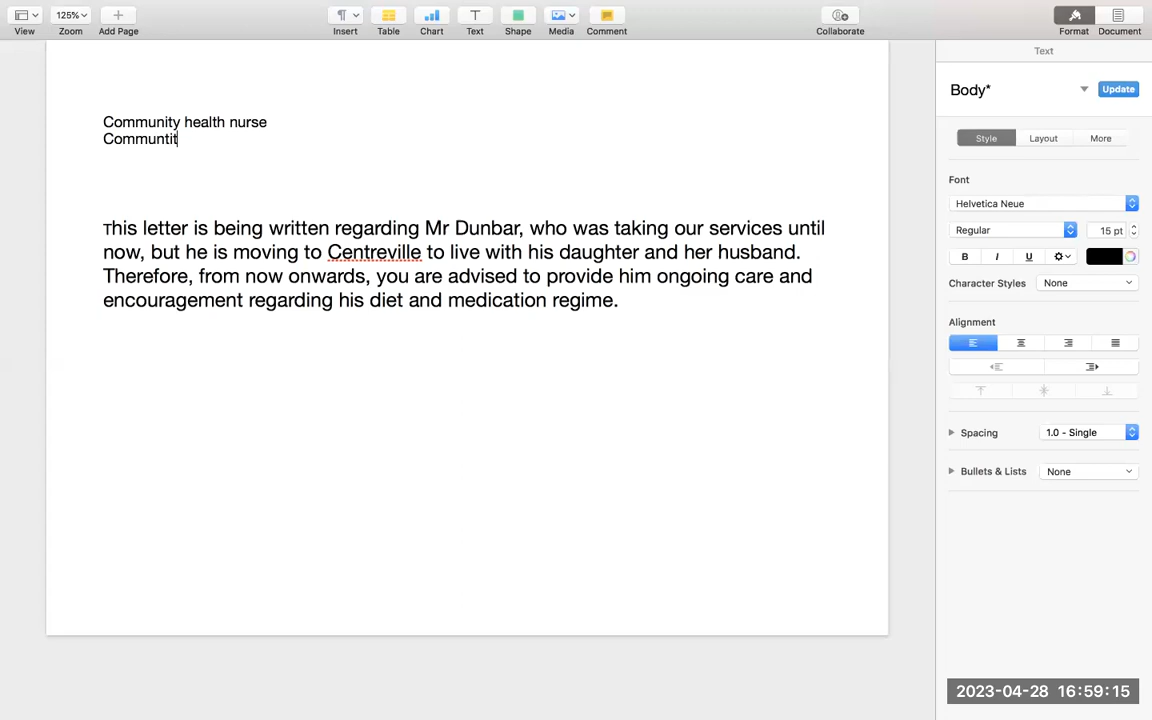 125%
View
Zoom
Add Page
Insert
Table
Chart
Text
Shape
Media
Comment
Collaborate
Format
Document
Community health nurse
Communtit
This letter is being written regarding Mr Dunbar, who was taking our services until
now, but he is moving to Centreville to live with his daughter and her husband.
Therefore, from now onwards, you are advised to provide him ongoing care and
encouragement regarding his diet and medication regime.
Text
Body*
Update
Style
Layout
More
Font
Helvetica Neue
Regular
15 pt
B
I
U
Character Styles
None
Alignment
Spacing
1.0 - Single
Bullets & Lists
None
2023-04-28 16:59:15